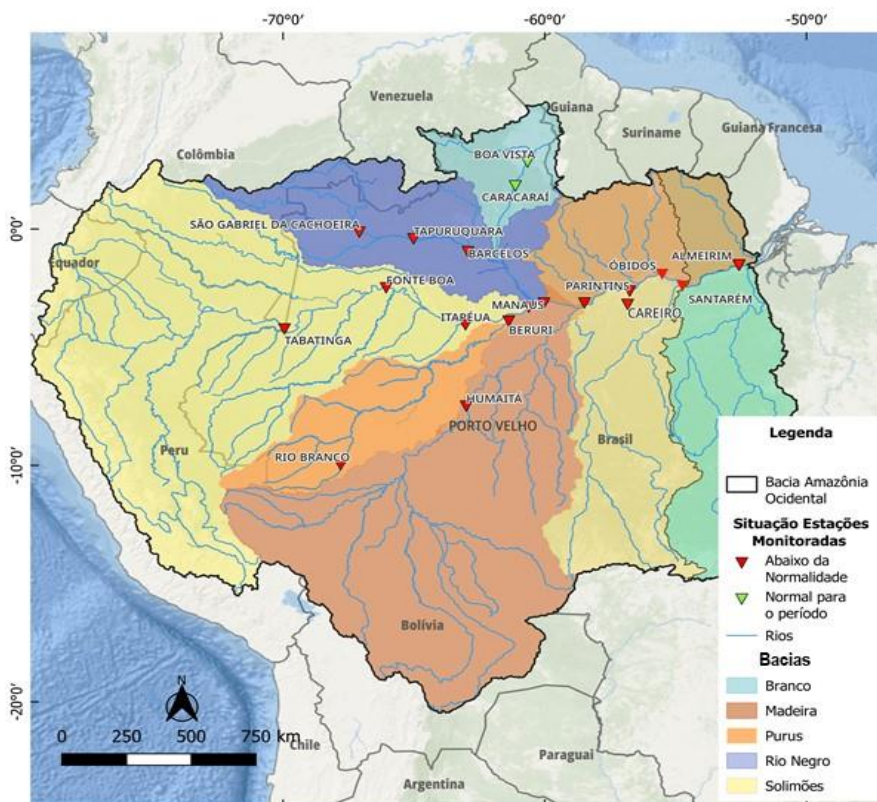 -70°0'
-60°0'
-50°0'
Venezuela
Guiana
Suriname
Guiana Francesa
Colômbia
BOA VISTA
CARACARAÍ
0°0'
SÃO GABRIEL DA CACHOEIRA
TAPURUQUARA
BARCELOS
Equador
FONTE BOA
ÓBIDOS
ALMEIRIM
PARINTINS
MANAUS
SANTARÉM
ITAPÉUA
CAREIRO
TABATINGA
BERURI
HUMAITÁ
PORTO VELHO
Peru
Brasil
RIO BRANCO
-10°0'
Bolívia
-20°0'
N
0 250 500 750 km
Chile
Paraguai
Argentina
Legenda
Bacia Amazônia
Ocidental
Situação Estações
Monitoradas
Abaixo da
Normalidade
Normal para
o período
Rios
Bacias
Branco
Madeira
Purus
Rio Negro
Solimões